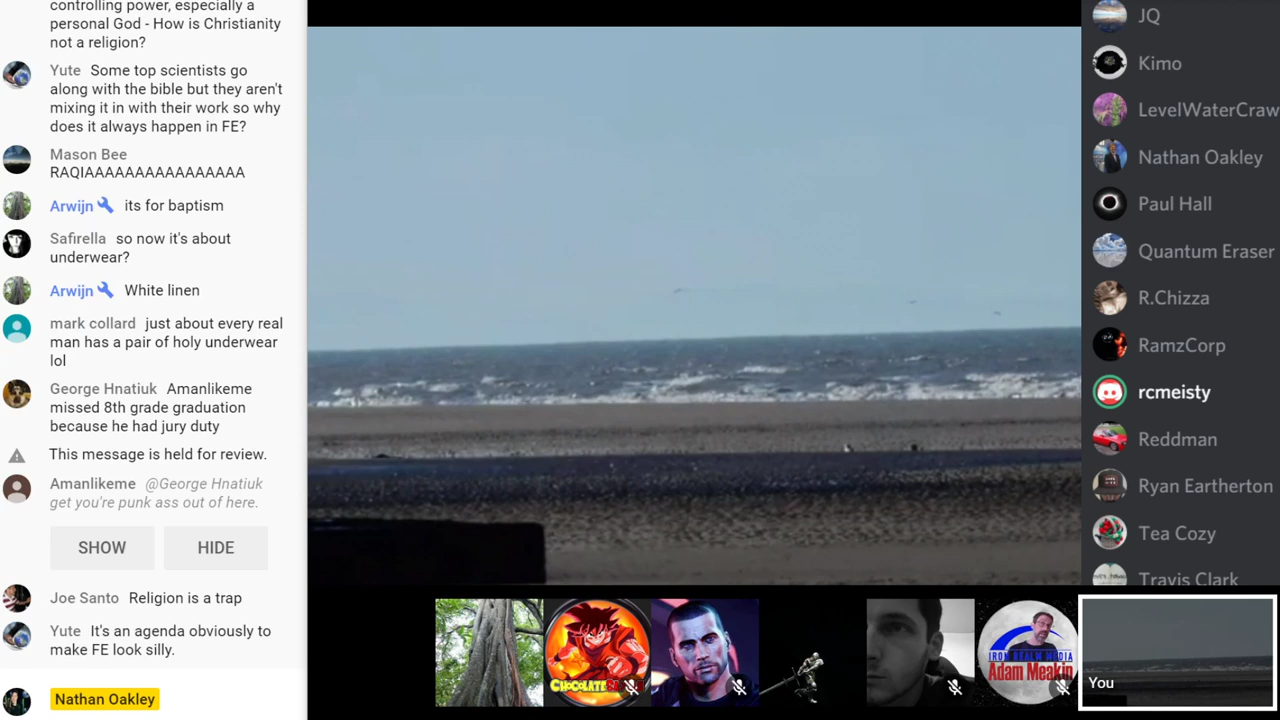 controlling power, especially a
personal God - How is Christianity
not a religion?
Yute Some top scientists go
along with the bible but they aren't
mixing it in with their work so why
does it always happen in FE?
Mason Bee
RAQIAAAAAAAAAAAAAAAA
Arwijn its for baptism
Safirella so now it's about
underwear?
Arwijn White linen
mark collard just about every real
man has a pair of holy underwear
lol
George Hnatiuk Amanlikeme
missed 8th grade graduation
because he had jury duty
This message is held for review.
Amanlikeme @George Hnatiuk
get you're punk ass out of here.
SHOW HIDE
Joe Santo Religion is a trap
Yute It's an agenda obviously to
make FE look silly.
Nathan Oakley
JQ
Kimo
LevelWaterCraw
Nathan Oakley
Paul Hall
Quantum Eraser
R.Chizza
RamzCorp
rcmeisty
Reddman
Ryan Eartherton
Tea Cozy
Travis Clark
IRON REALM MEDIA
Adam Meakin
You